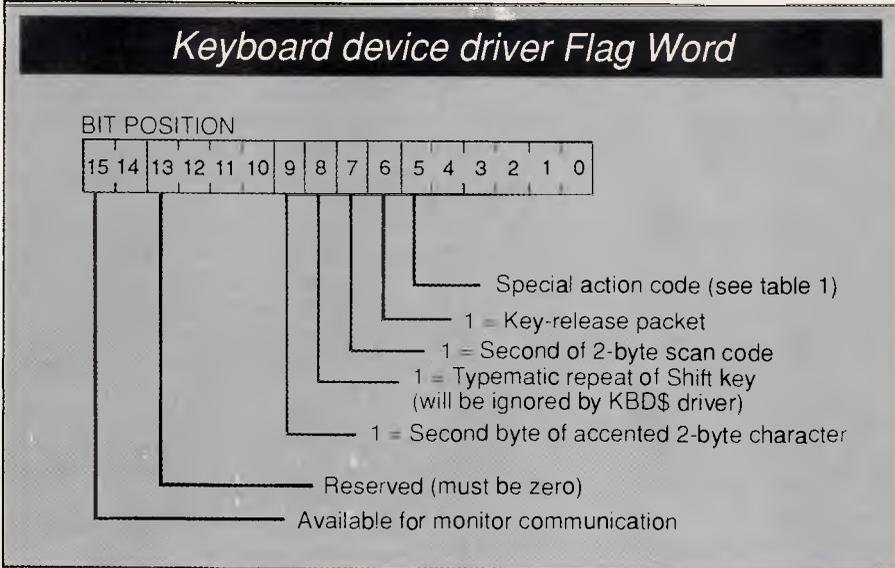 Keyboard device driver Flag Word
BIT POSITION
15 14 13 12 11 10 9 8 7 6 5 4 3 2 1 0
Special action code (see table 1)
1 = Key-release packet
1 = Second of 2-byte scan code
1 = Typematic repeat of Shift key
(will be ignored by KBD$ driver)
1 = Second byte of accented 2-byte character
Reserved (must be zero)
Available for monitor communication